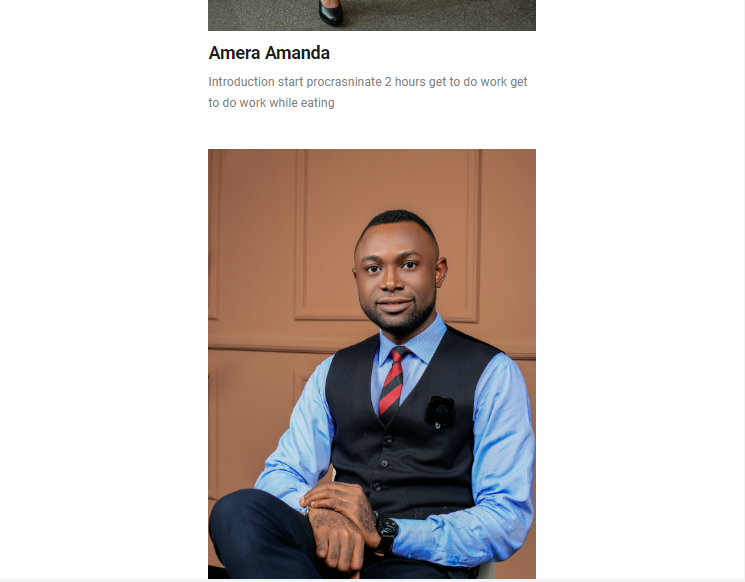 Amera Amanda
Introduction start procrasninate 2 hours get to do work get
to do work while eating